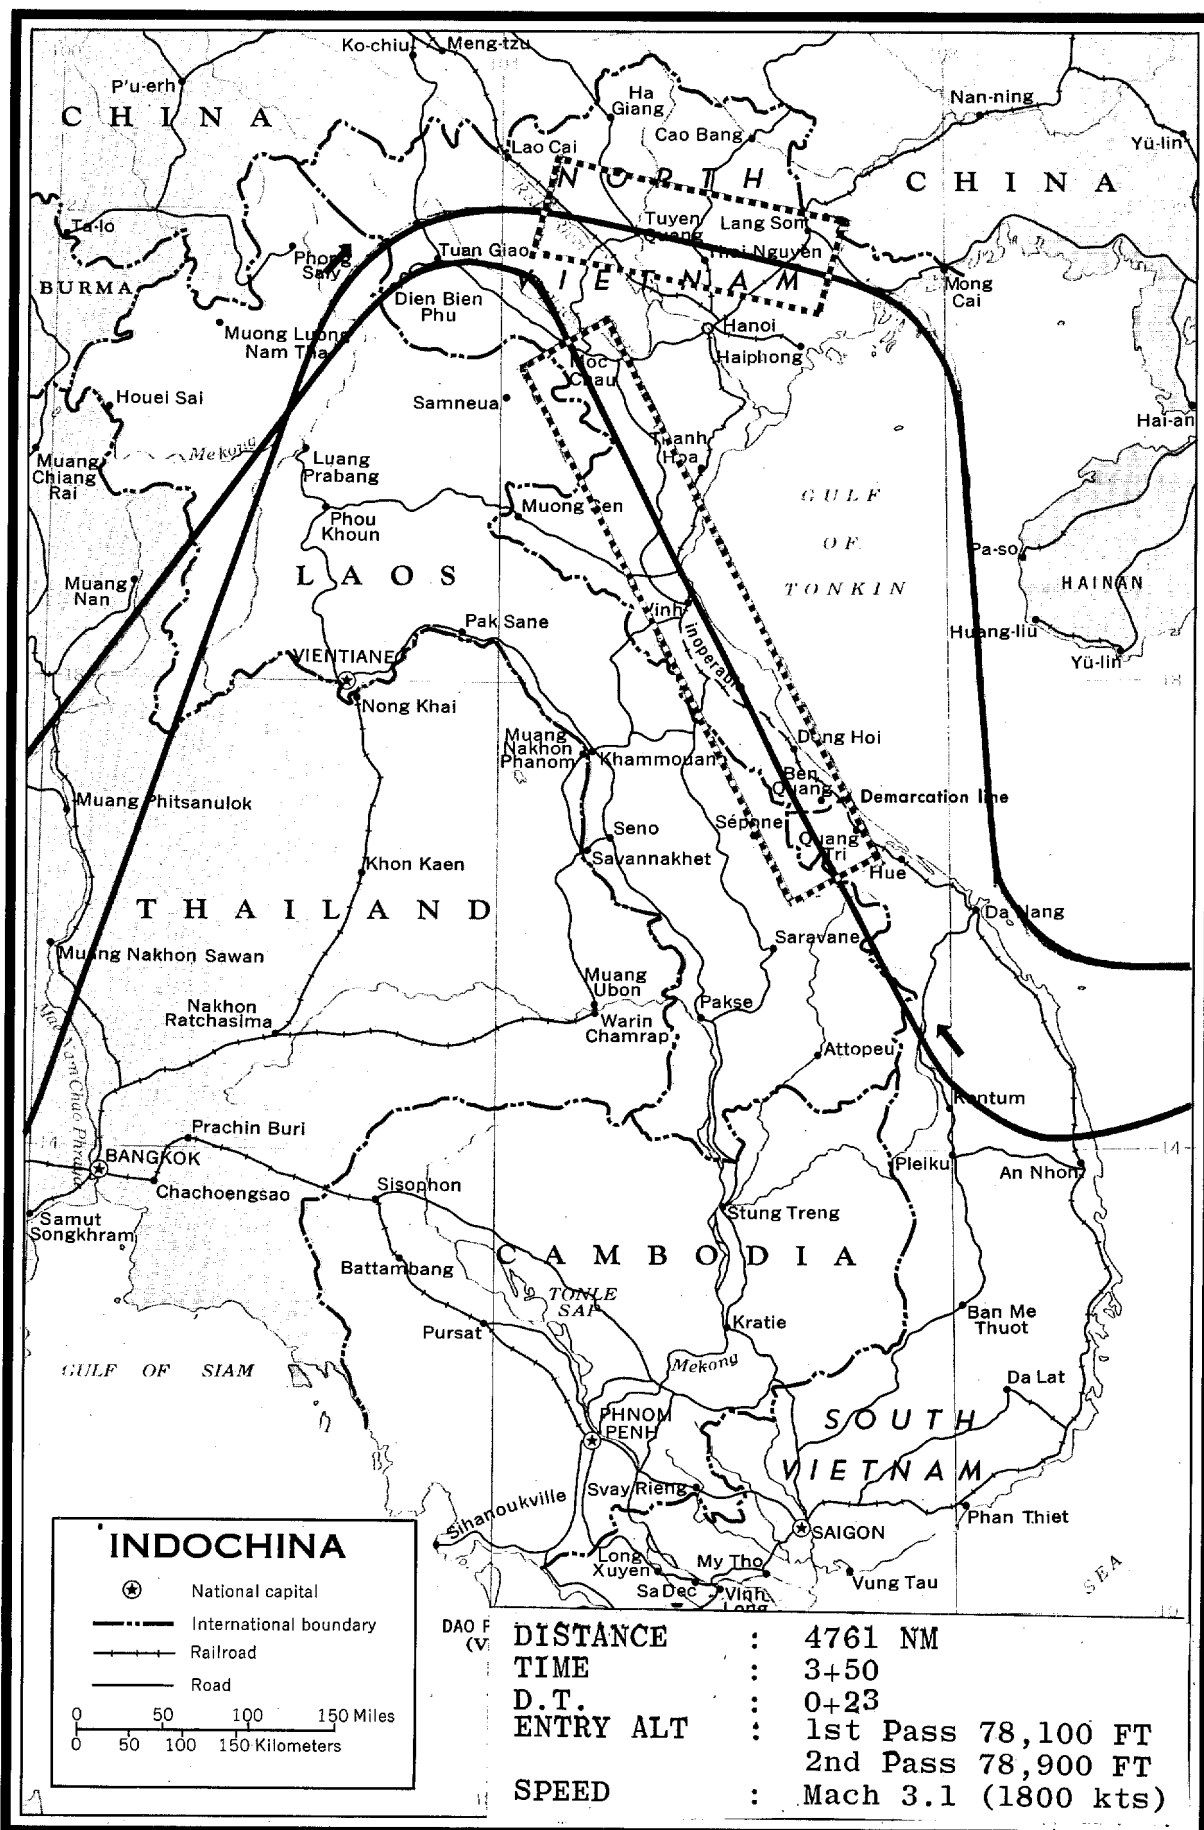 Ko-chiu
Meng-tzu
P'u-erh
CHINA
Ha
Giang
Cao Bang
Nan-ning
Yü-lin
Lao Cai
NORTH
CHINA
Ta-lo
Tuyen
Quang
Lang Son
Thai Nguyen
Phong
Saly
Tuan Giao
BURMA
VIETNAM
Mong
Cai
Dien Bien
Phu
Muong Luong
Nam Tha
Hanoi
Haiphong
Moc
Chau
Houei Sai
Samneua
Hai-an
Mekong
Thanh
Hoa
Muang
Chiang
Rai
Luang
Prabang
GULF
OF
TONKIN
Phou
Khoun
Muong Sen
Pa-so
LAOS
Muang
Nan
HAINAN
Vinh
inoperable
Pak Sane
Huang-liu
Yü-lin
VIENTIANE
18
18
Nong Khai
Muang
Nakhon
Phanom
Khammouan
Dong Hoi
Ben
Quang
Demarcation line
Muang Phitsanulok
Seno
Sépone
Quang
Tri
Savannakhet
Hue
Khon Kaen
THAILAND
Da Nang
Muang Nakhon Sawan
Saravane
Muang
Ubon
Nakhon
Ratchasima
Warin
Chamrap
Pakse
Attopeu
Kontum
Prachin Buri
14
14
BANGKOK
Pleiku
An Nhon
Chachoengsao
Sisophon
Samut
Songkhram
Stung Treng
CAMBODIA
Battambang
TONLE
SAP
Pursat
Kratie
Ban Me
Thuot
GULF OF SIAM
Mekong
Da Lat
PHNOM
PENH
SOUTH
VIETNAM
Svay Rieng
Sihanoukville
SAIGON
Phan Thiet
Long
Xuyen
My Tho
Sa Dec
Vinh
Long
Vung Tau
SEA
INDOCHINA
National capital
International boundary
Railroad
Road
0 50 100 150 Miles
0 50 100 150 Kilometers
DAO P
(V
DISTANCE : 4761 NM
TIME : 3+50
D.T. : 0+23
ENTRY ALT : 1st Pass 78,100 FT
2nd Pass 78,900 FT
SPEED : Mach 3.1 (1800 kts)